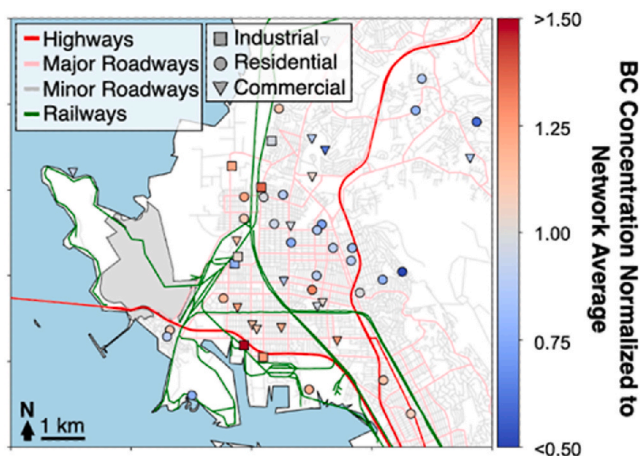 Highways
Major Roadways
Minor Roadways
Railways
Industrial
Residential
Commercial
N
1 km
>1.50
1.25
1.00
0.75
<0.50
BC Concentration Normalized to
Network Average